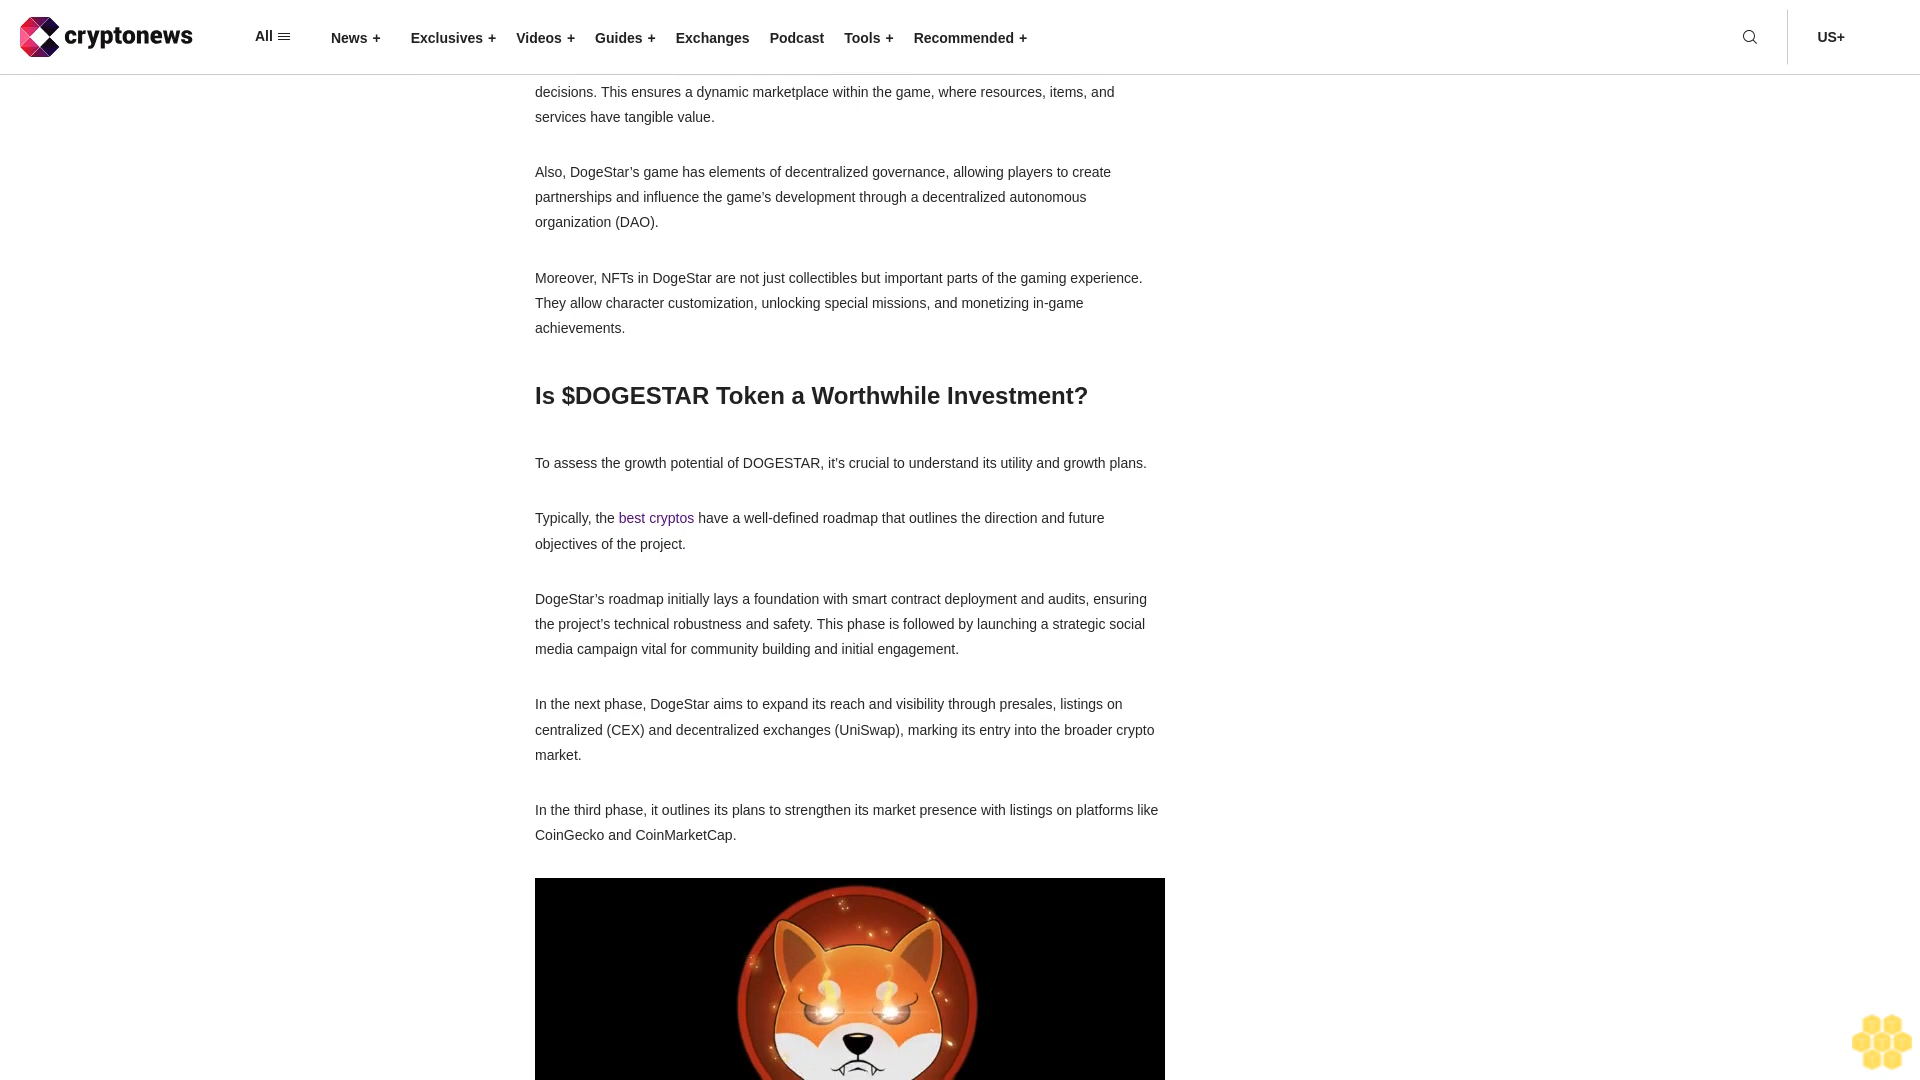 cryptonews
All
News +
Exclusives +
Videos +
Guides +
Exchanges
Podcast
Tools +
Recommended +
US+
decisions. This ensures a dynamic marketplace within the game, where resources, items, and
services have tangible value.
Also, DogeStar’s game has elements of decentralized governance, allowing players to create
partnerships and influence the game’s development through a decentralized autonomous
organization (DAO).
Moreover, NFTs in DogeStar are not just collectibles but important parts of the gaming experience.
They allow character customization, unlocking special missions, and monetizing in-game
achievements.
Is $DOGESTAR Token a Worthwhile Investment?
To assess the growth potential of DOGESTAR, it’s crucial to understand its utility and growth plans.
Typically, the best cryptos have a well-defined roadmap that outlines the direction and future
objectives of the project.
DogeStar’s roadmap initially lays a foundation with smart contract deployment and audits, ensuring
the project’s technical robustness and safety. This phase is followed by launching a strategic social
media campaign vital for community building and initial engagement.
In the next phase, DogeStar aims to expand its reach and visibility through presales, listings on
centralized (CEX) and decentralized exchanges (UniSwap), marking its entry into the broader crypto
market.
In the third phase, it outlines its plans to strengthen its market presence with listings on platforms like
CoinGecko and CoinMarketCap.